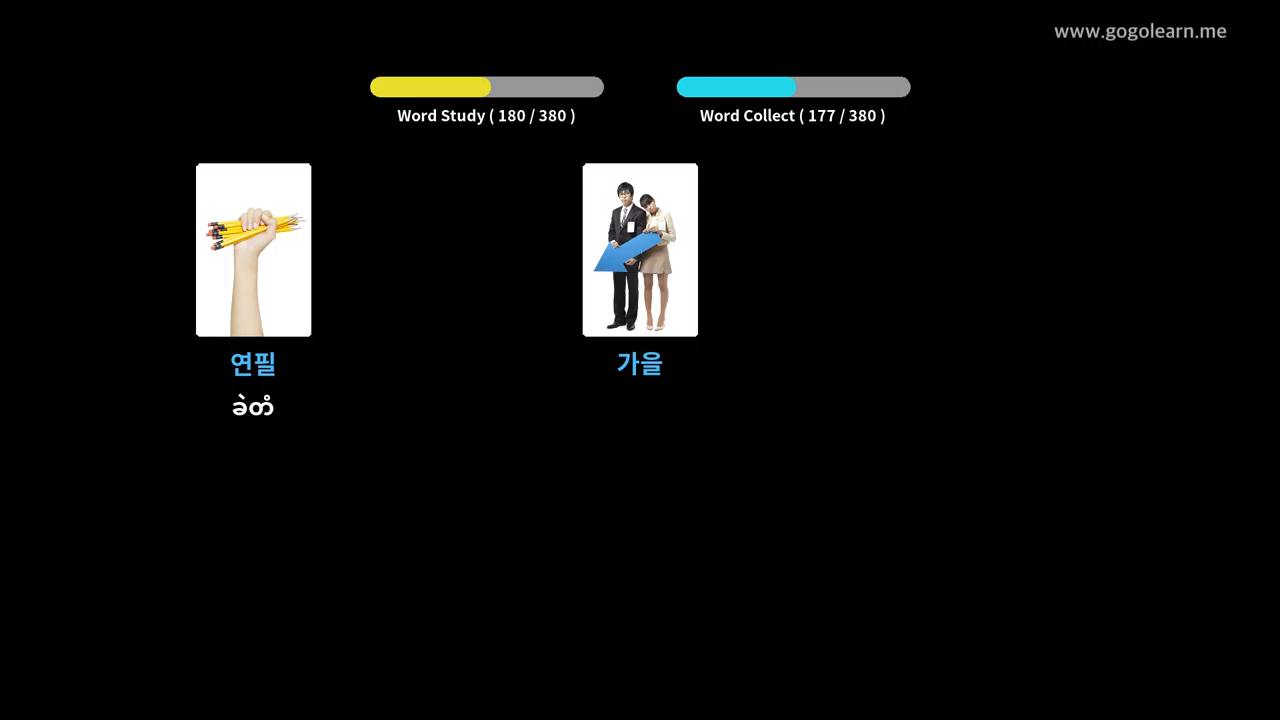 www.gogolearn.me
Word Study ( 180 / 380 )
Word Collect ( 177 / 380 )
연필
가을
ခဲတံ